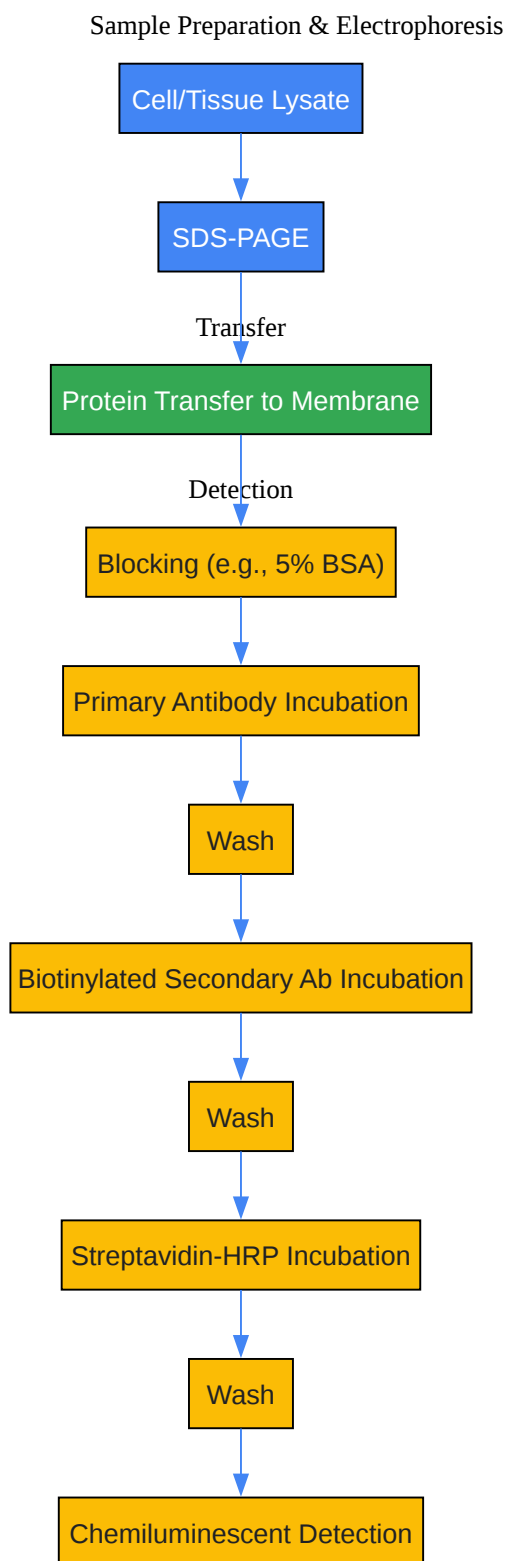 Sample Preparation & Electrophoresis
Cell/Tissue Lysate
SDS-PAGE
Transfer
Protein Transfer to Membrane
Detection
Blocking (e.g., 5% BSA)
Primary Antibody Incubation
Wash
Biotinylated Secondary Ab Incubation
Wash
Streptavidin-HRP Incubation
Wash
Chemiluminescent Detection